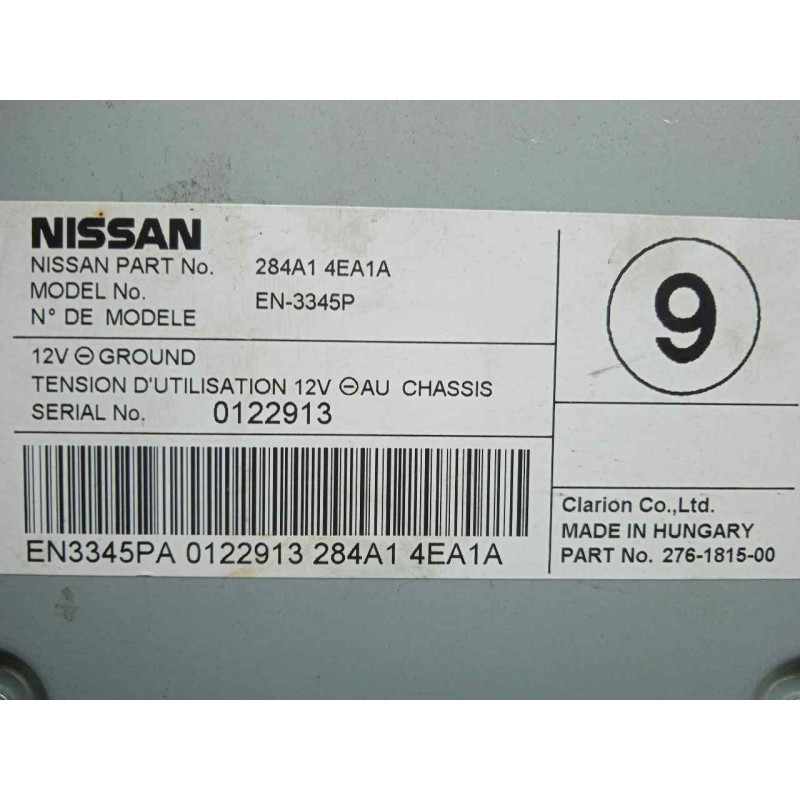 NISSAN
NISSAN PART No. 284A1 4EA1A
MODEL No.
N° DE MODELE EN-3345P
12V ⊖ GROUND
TENSION D'UTILISATION 12V ⊖ AU CHASSIS
SERIAL No. 0122913
EN3345PA 0122913 284A1 4EA1A
9
Clarion Co.,Ltd.
MADE IN HUNGARY
PART No. 276-1815-00